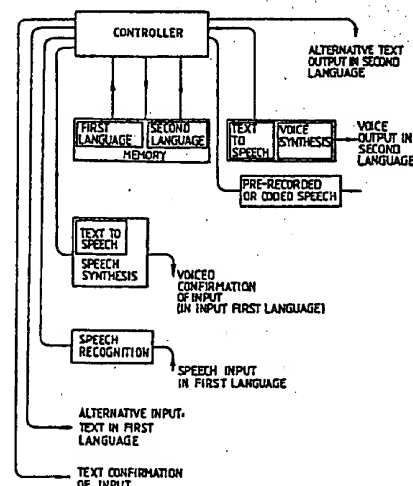 CONTROLLER
ALTERNATIVE TEXT
OUTPUT IN SECOND
LANGUAGE
FIRST
LANGUAGE
SECOND
LANGUAGE
MEMORY
TEXT
TO
SPEECH
VOICE
SYNTHESIS
VOICE
OUTPUT IN
SECOND
LANGUAGE
PRE-RECORDED
OR CODED SPEECH
TEXT TO
SPEECH
SPEECH
SYNTHESIS
VOICED
CONFIRMATION
OF INPUT
(IN INPUT FIRST LANGUAGE)
SPEECH
RECOGNITION
SPEECH INPUT
IN FIRST LANGUAGE
ALTERNATIVE INPUT-
TEXT IN FIRST
LANGUAGE
TEXT CONFIRMATION
OF INPUT